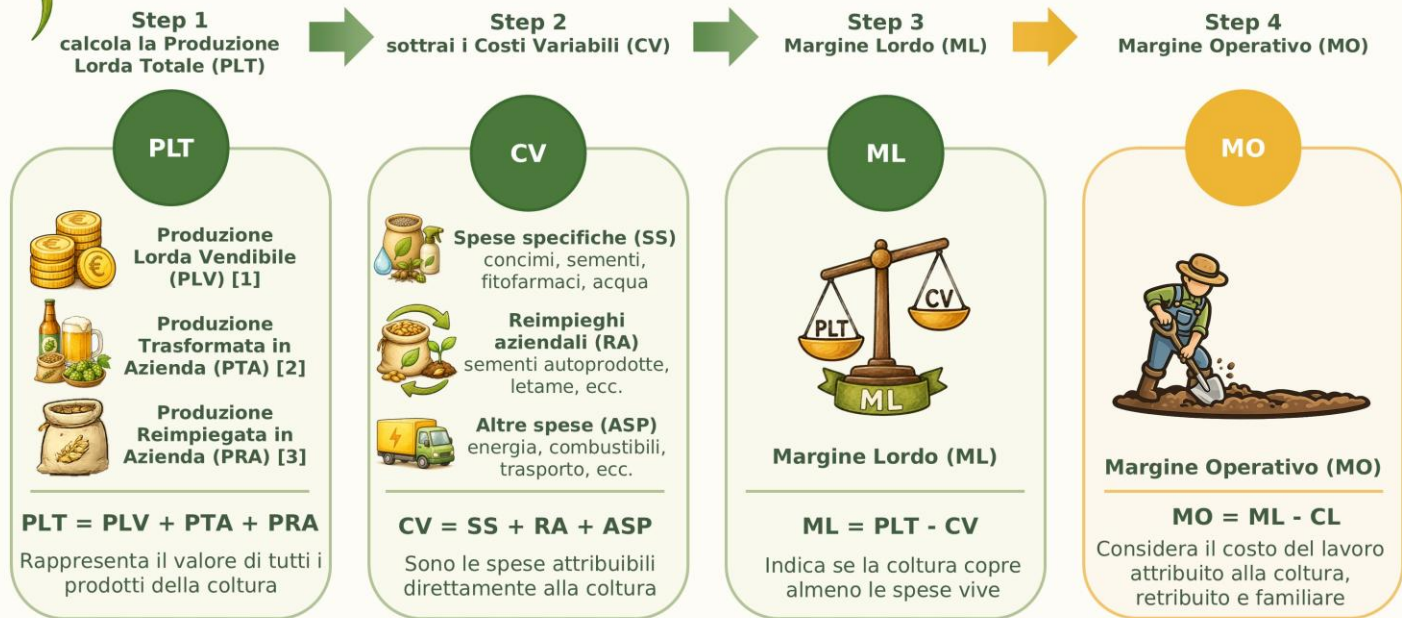 Step 1
calcola la Produzione
Lorda Totale (PLT)
Step 2
sottrai i Costi Variabili (CV)
Step 3
Margine Lordo (ML)
Step 4
Margine Operativo (MO)
PLT
Produzione
Lorda Vendibile
(PLV) [1]
Produzione
Trasformata in
Azienda (PTA) [2]
Produzione
Reimpiegata in
Azienda (PRA) [3]
PLT = PLV + PTA + PRA
Rappresenta il valore di tutti i
prodotti della coltura
CV
Spese specifiche (SS)
concimi, sementi,
fitofarmaci, acqua
Reimpieghi
aziendali (RA)
sementi autoprodotte,
letame, ecc.
Altre spese (ASP)
energia, combustibili,
trasporto, ecc.
CV = SS + RA + ASP
Sono le spese attribuibili
direttamente alla coltura
ML
PLT
CV
ML
Margine Lordo (ML)
ML = PLT - CV
Indica se la coltura copre
almeno le spese vive
MO
Margine Operativo (MO)
MO = ML - CL
Considera il costo del lavoro
attribuito alla coltura,
retribuito e familiare